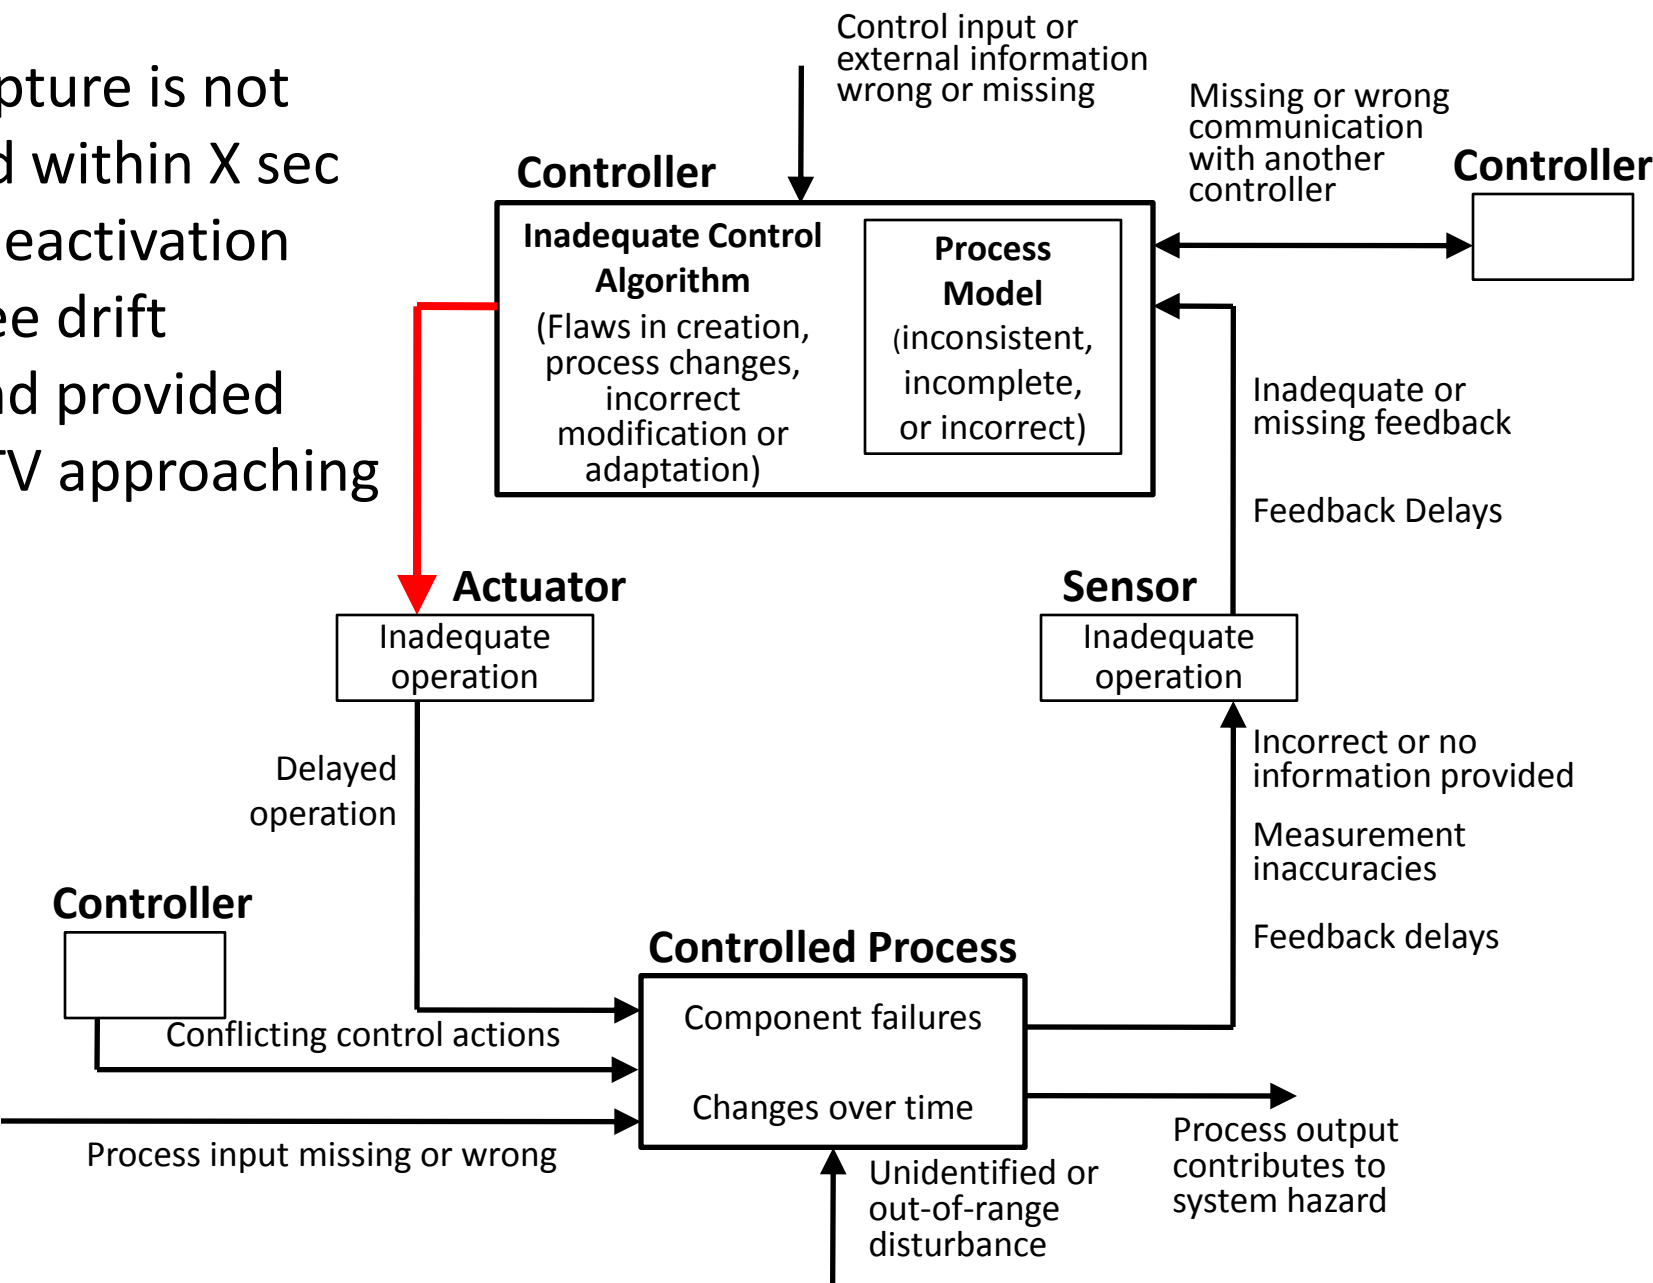 pture is not
d within X sec
eactivation
ee drift
nd provided
TV approaching
Control input or
external information
wrong or missing
Missing or wrong
communication
with another
controller
Controller
Controller
Inadequate Control
Algorithm
(Flaws in creation,
process changes,
incorrect
modification or
adaptation)
Process
Model
(inconsistent,
incomplete,
or incorrect)
Inadequate or
missing feedback
Feedback Delays
Actuator
Inadequate
operation
Sensor
Inadequate
operation
Delayed
operation
Incorrect or no
information provided
Measurement
inaccuracies
Feedback delays
Controller
Conflicting control actions
Controlled Process
Component failures
Changes over time
Process input missing or wrong
Unidentified or
out-of-range
disturbance
Process output
contributes to
system hazard